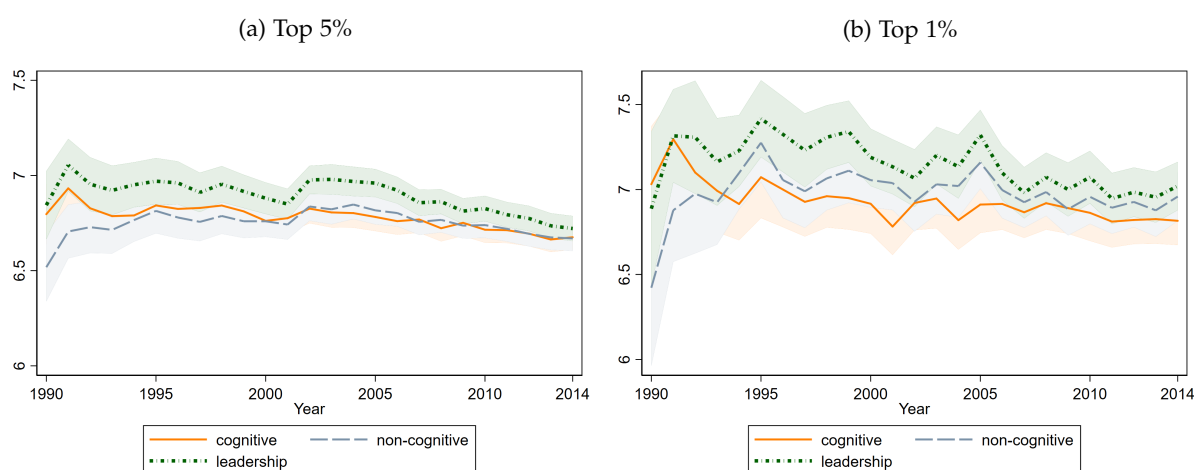 (a) Top 5%
7.5
7
6.5
6
1990 1995 2000 2005 2010 2014
Year
cognitive non-cognitive
leadership
(b) Top 1%
7.5
7
6.5
6
1990 1995 2000 2005 2010 2014
Year
cognitive non-cognitive
leadership